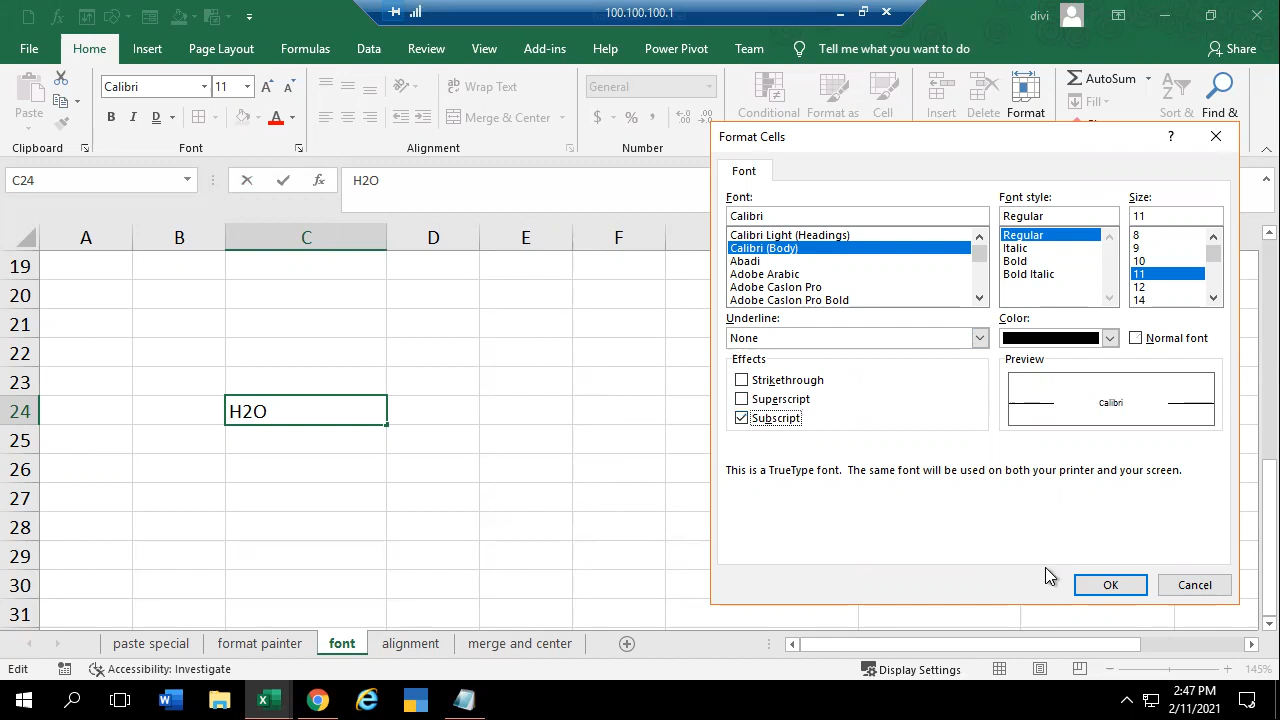 100.100.100.1
divi
File Home Insert Page Layout Formulas Data Review View Add-ins Help Power Pivot Team Tell me what you want to do Share
Calibri 11 Wrap Text General AutoSum
Fill
Paste B I D A Merge & Center $ % Conditional Format as Cell Insert Delete Format Sort & Find &
Clipboard Font Alignment Number
C24 fx H2O
A B C D E F
19
20
21
22
23
24 H2O
25
26
27
28
29
30
31
Format Cells
Font
Font: Font style: Size:
Calibri Regular 11
Calibri Light (Headings) Regular 8
Calibri (Body) Italic 9
Abadi Bold 10
Adobe Arabic Bold Italic 11
Adobe Caslon Pro 12
Adobe Caslon Pro Bold 14
Underline: Color:
None Normal font
Effects Preview
Strikethrough
Superscript Calibri
Subscript
This is a TrueType font. The same font will be used on both your printer and your screen.
OK Cancel
paste special format painter font alignment merge and center
Edit Accessibility: Investigate Display Settings 145%
2:47 PM
2/11/2021